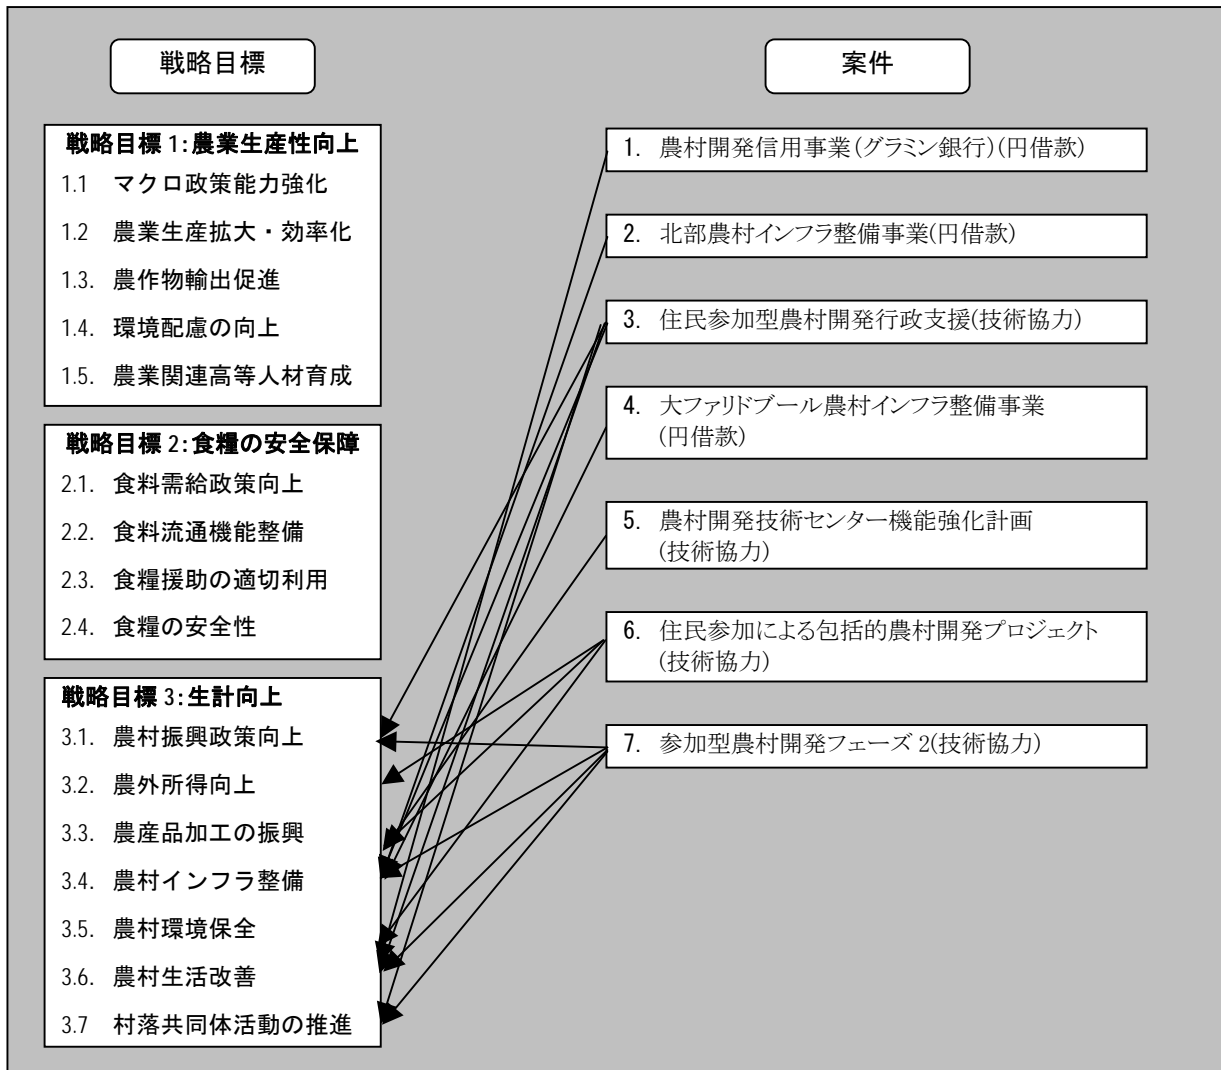 戦略目標
戦略目標 1:農業生産性向上
1.1 マクロ政策能力強化
1.2 農業生産拡大・効率化
1.3. 農作物輸出促進
1.4. 環境配慮の向上
1.5. 農業関連高等人材育成
戦略目標 2:食糧の安全保障
2.1. 食料需給政策向上
2.2. 食料流通機能整備
2.3. 食糧援助の適切利用
2.4. 食糧の安全性
戦略目標 3:生計向上
3.1. 農村振興政策向上
3.2. 農外所得向上
3.3. 農産品加工の振興
3.4. 農村インフラ整備
3.5. 農村環境保全
3.6. 農村生活改善
3.7 村落共同体活動の推進
案件
1. 農村開発信用事業(グラミン銀行)(円借款)
2. 北部農村インフラ整備事業(円借款)
3. 住民参加型農村開発行政支援(技術協力)
4. 大ファリドプール農村インフラ整備事業
(円借款)
5. 農村開発技術センター機能強化計画
(技術協力)
6. 住民参加による包括的農村開発プロジェクト
(技術協力)
7. 参加型農村開発フェーズ 2(技術協力)